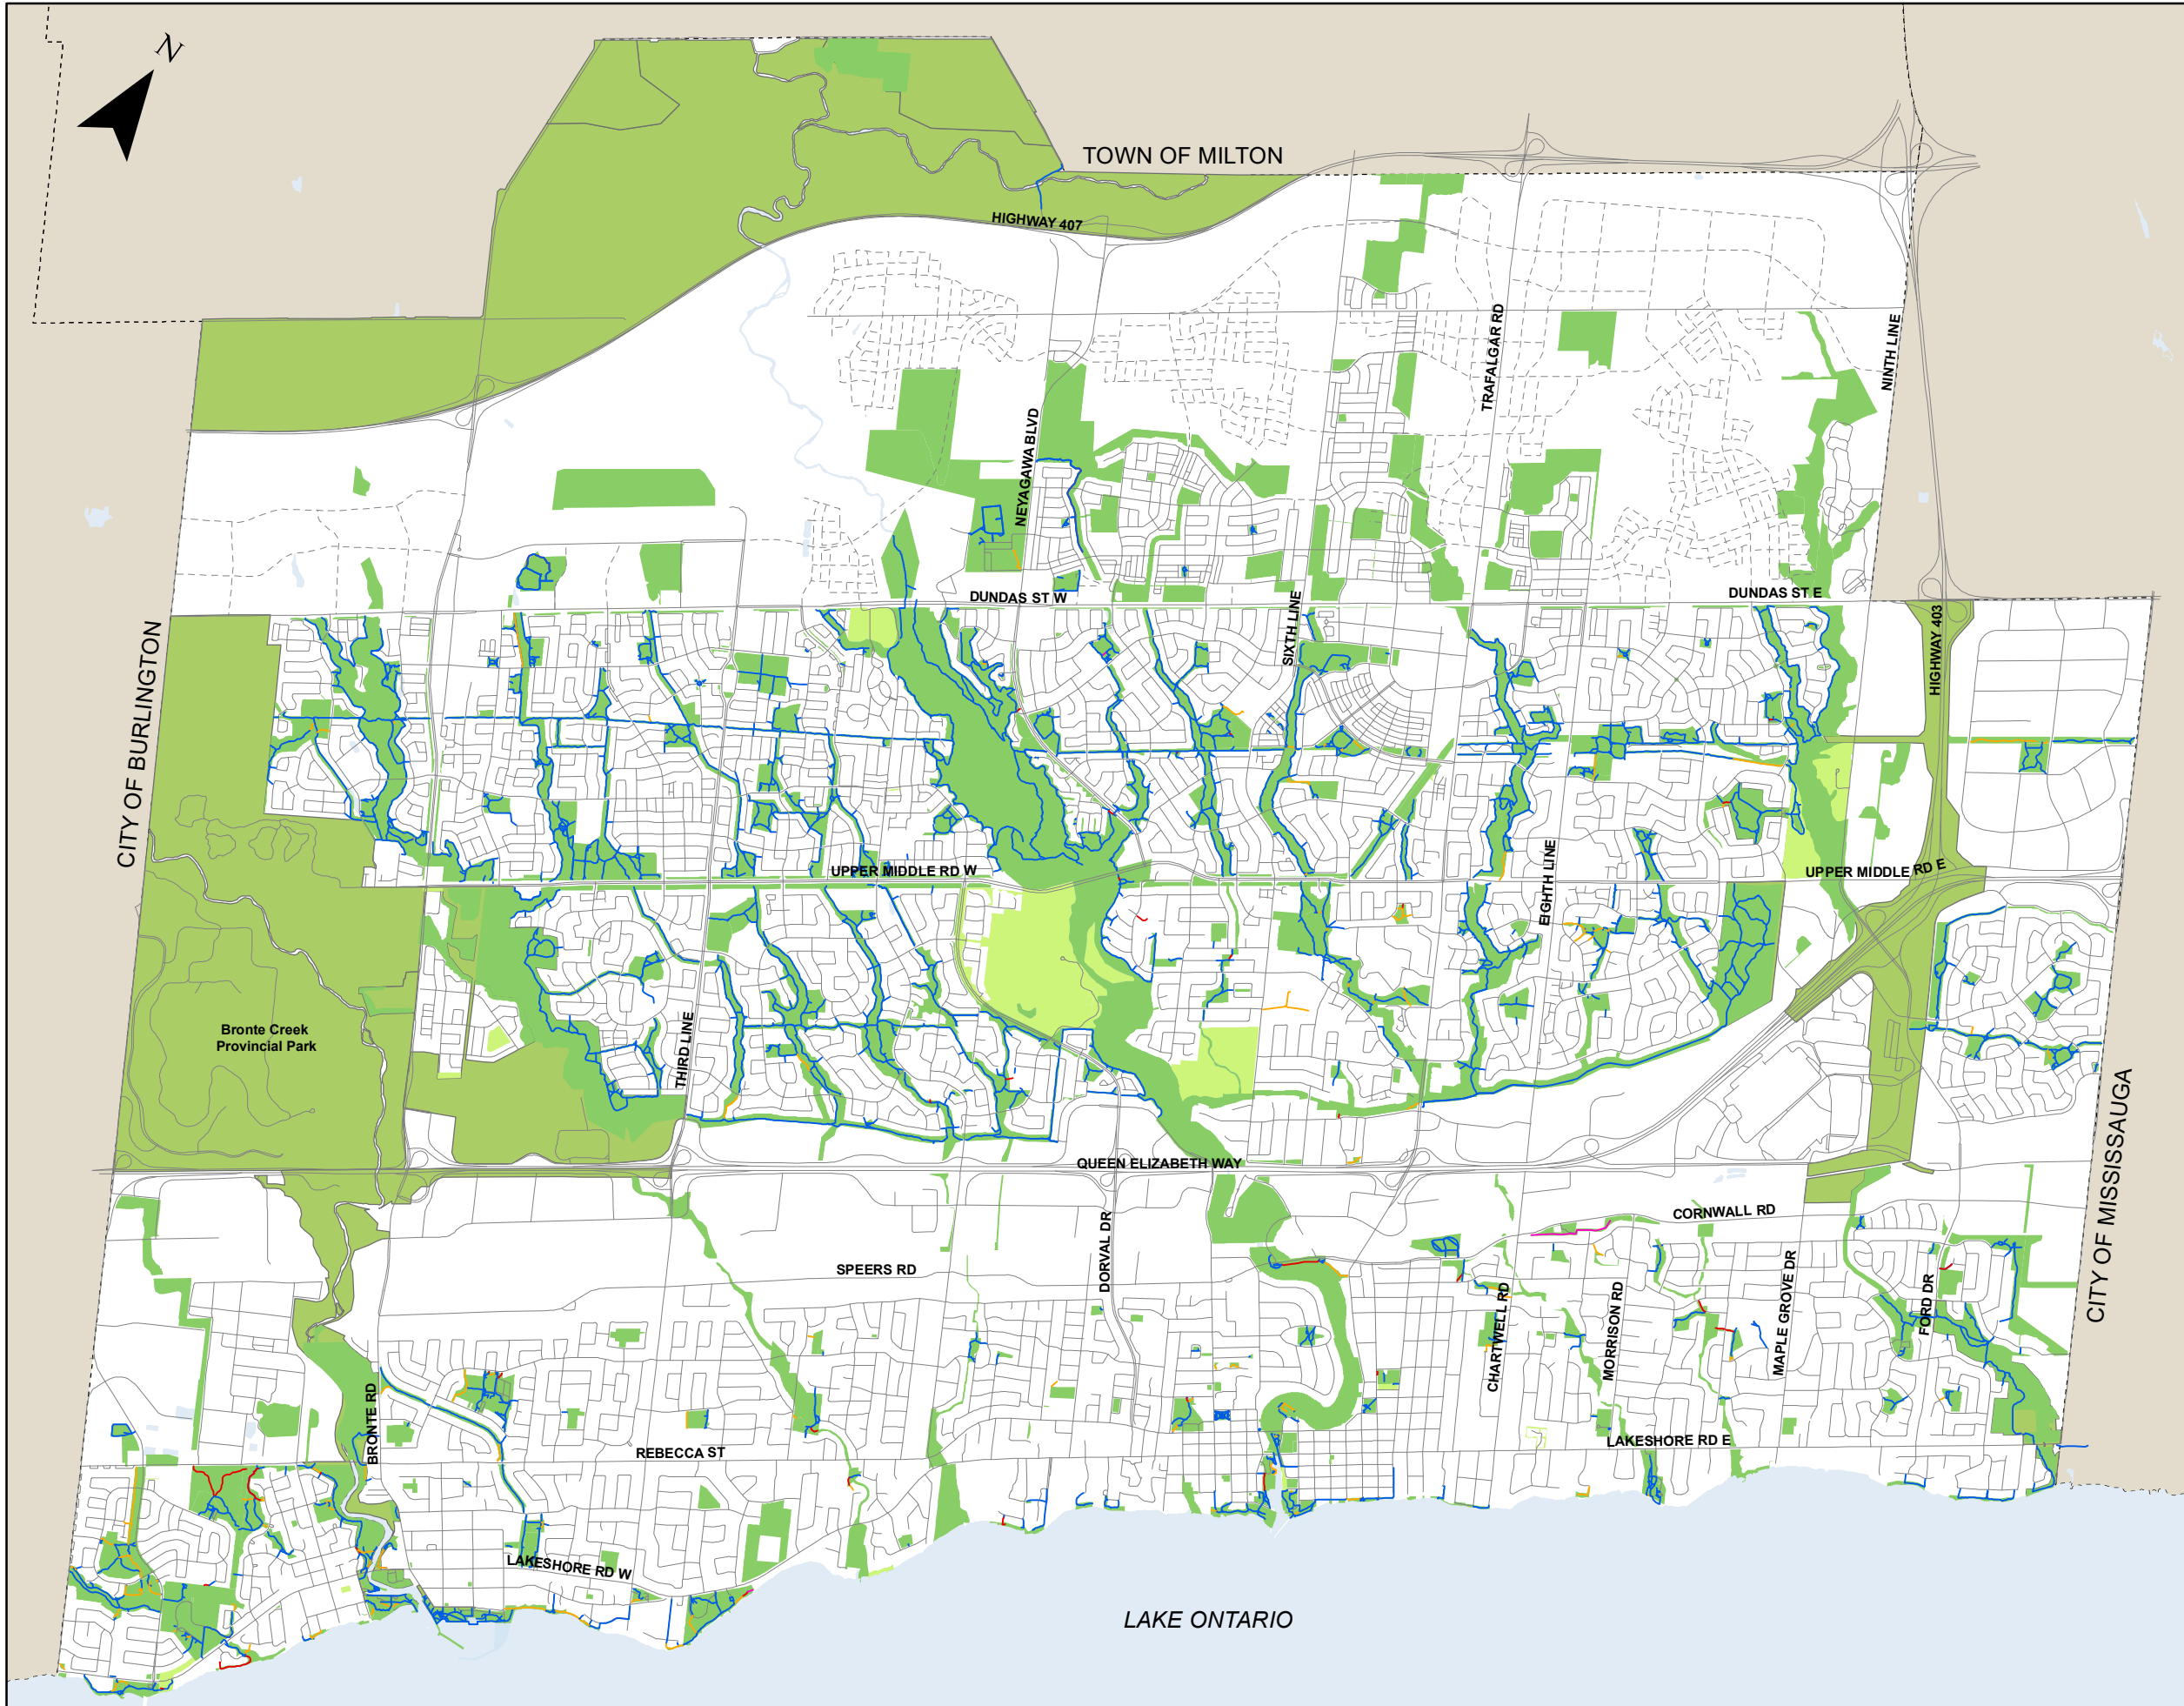 N
TOWN OF MILTON
HIGHWAY 407
TRAFALGAR RD
NINTH LINE
NEYAGAWA BLVD
DUNDAS ST W
SIXTH LINE
DUNDAS ST E
HIGHWAY 403
CITY OF BURLINGTON
UPPER MIDDLE RD W
UPPER MIDDLE RD E
EIGHTH LINE
Bronte Creek
Provincial Park
THIRD LINE
QUEEN ELIZABETH WAY
CITY OF MISSISSAUGA
CORNWALL RD
DORVAL DR
SPEERS RD
CHARTWELL RD
MORRISON RD
MAPLE GROVE DR
FORD DR
BRONTE RD
REBECCA ST
LAKESHORE RD E
LAKESHORE RD W
LAKE ONTARIO